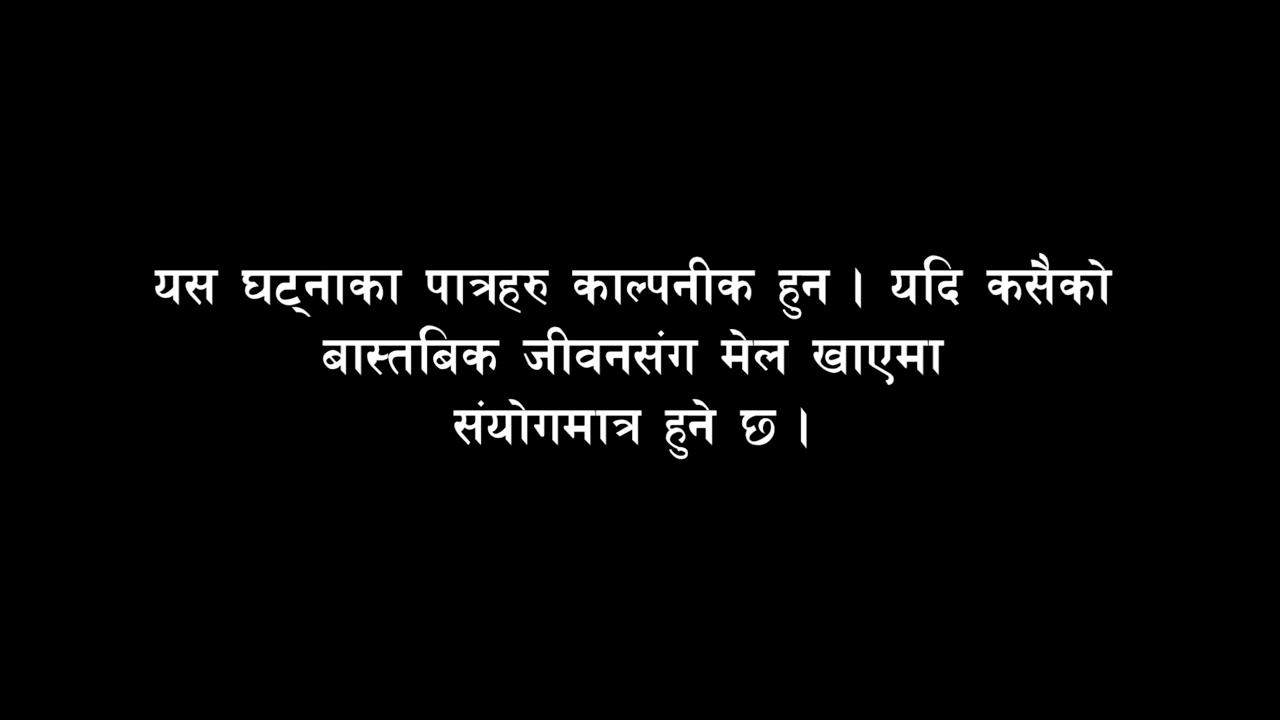 यस घट्नाका पात्रहरु काल्पनीक हुन । यदि कसैको
बास्तबिक जीवनसंग मेल खाएमा
संयोगमात्र हुने छ ।